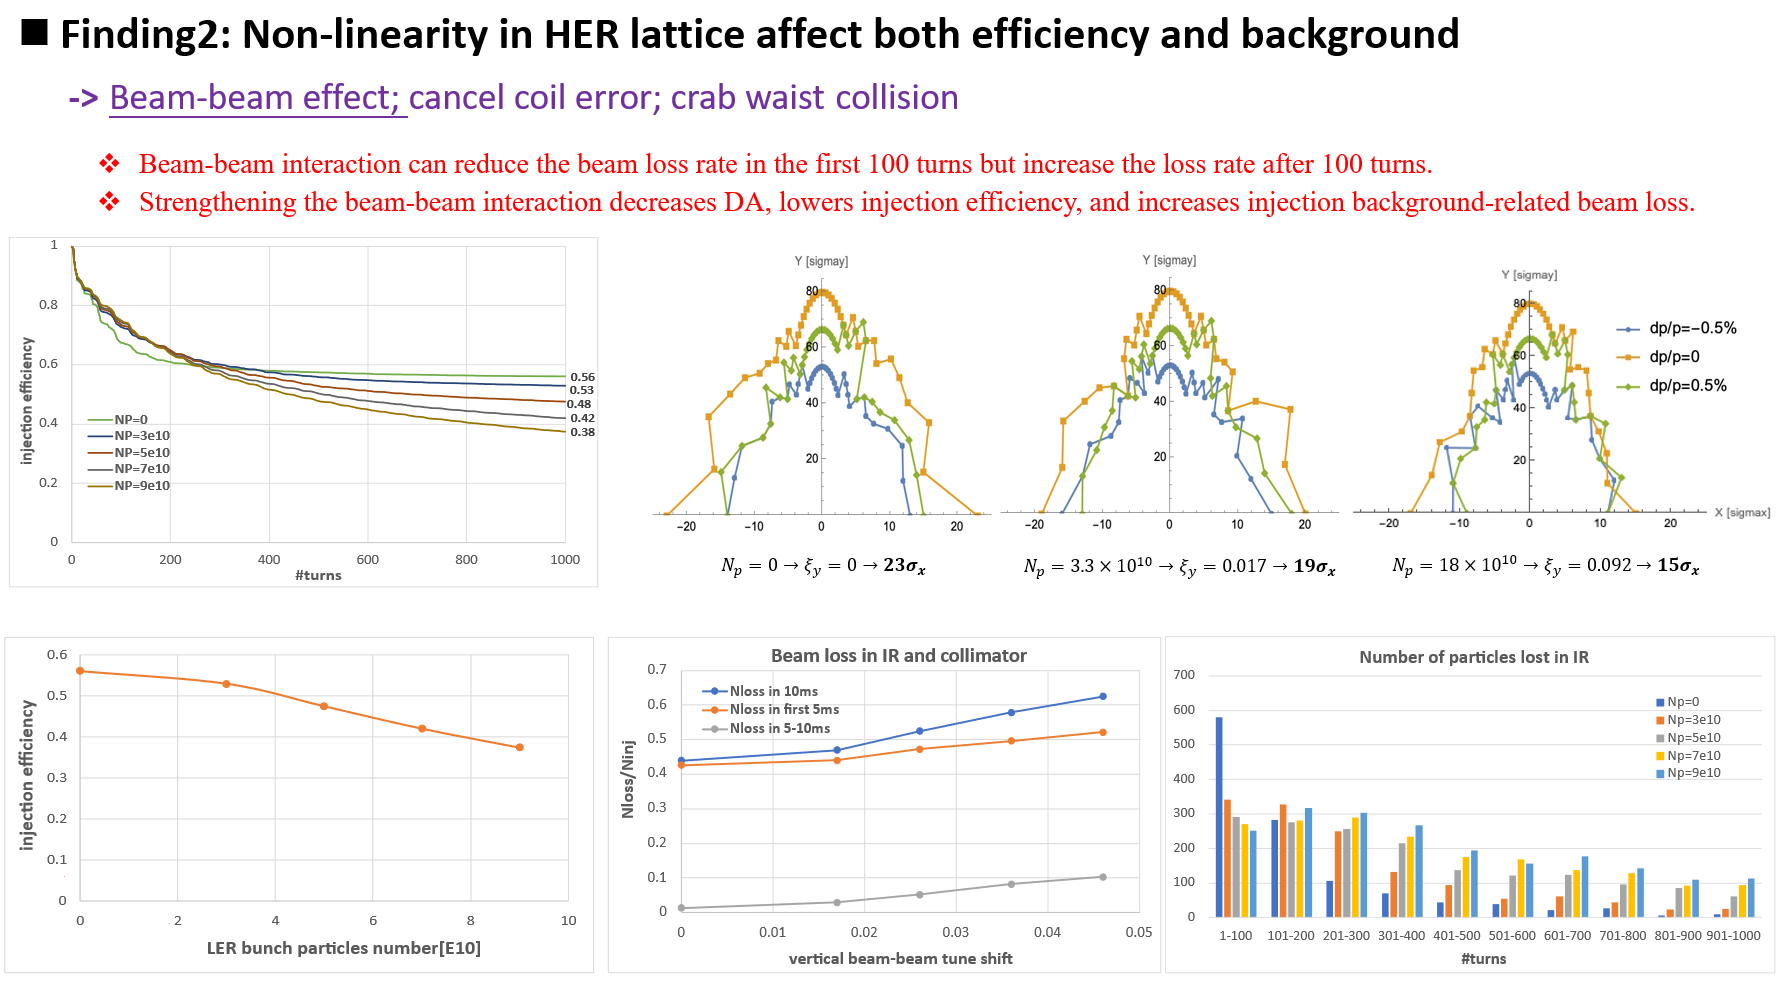 ■ Finding2: Non-linearity in HER lattice affect both efficiency and background
-> Beam-beam effect; cancel coil error; crab waist collision
❖ Beam-beam interaction can reduce the beam loss rate in the first 100 turns but increase the loss rate after 100 turns.
❖ Strengthening the beam-beam interaction decreases DA, lowers injection efficiency, and increases injection background-related beam loss.
injection efficiency
1
0.8
0.6
0.4
0.2
0
0 200 400 600 800 1000
#turns
NP=0
NP=3e10
NP=5e10
NP=7e10
NP=9e10
0.56
0.53
0.48
0.42
0.38
Y [sigmay]
80
60
40
20
−20 −10 0 10 20
N_p = 0 → ξ_y = 0 → 23σ_x
Y [sigmay]
80
60
40
20
−20 −10 0 10 20
N_p = 3.3 × 10¹⁰ → ξ_y = 0.017 → 19σ_x
Y [sigmay]
80
60
40
20
−20 −10 0 10 20
X [sigmax]
N_p = 18 × 10¹⁰ → ξ_y = 0.092 → 15σ_x
dp/p=−0.5%
dp/p=0
dp/p=0.5%
injection efficiency
0.6
0.5
0.4
0.3
0.2
0.1
0
0 2 4 6 8 10
LER bunch particles number[E10]
Beam loss in IR and collimator
Nloss/Ninj
0.7
0.6
0.5
0.4
0.3
0.2
0.1
0
Nloss in 10ms
Nloss in first 5ms
Nloss in 5-10ms
0 0.01 0.02 0.03 0.04 0.05
vertical beam-beam tune shift
Number of particles lost in IR
700
600
500
400
300
200
100
0
Np=0
Np=3e10
Np=5e10
Np=7e10
Np=9e10
1-100 101-200 201-300 301-400 401-500 501-600 601-700 701-800 801-900 901-1000
#turns